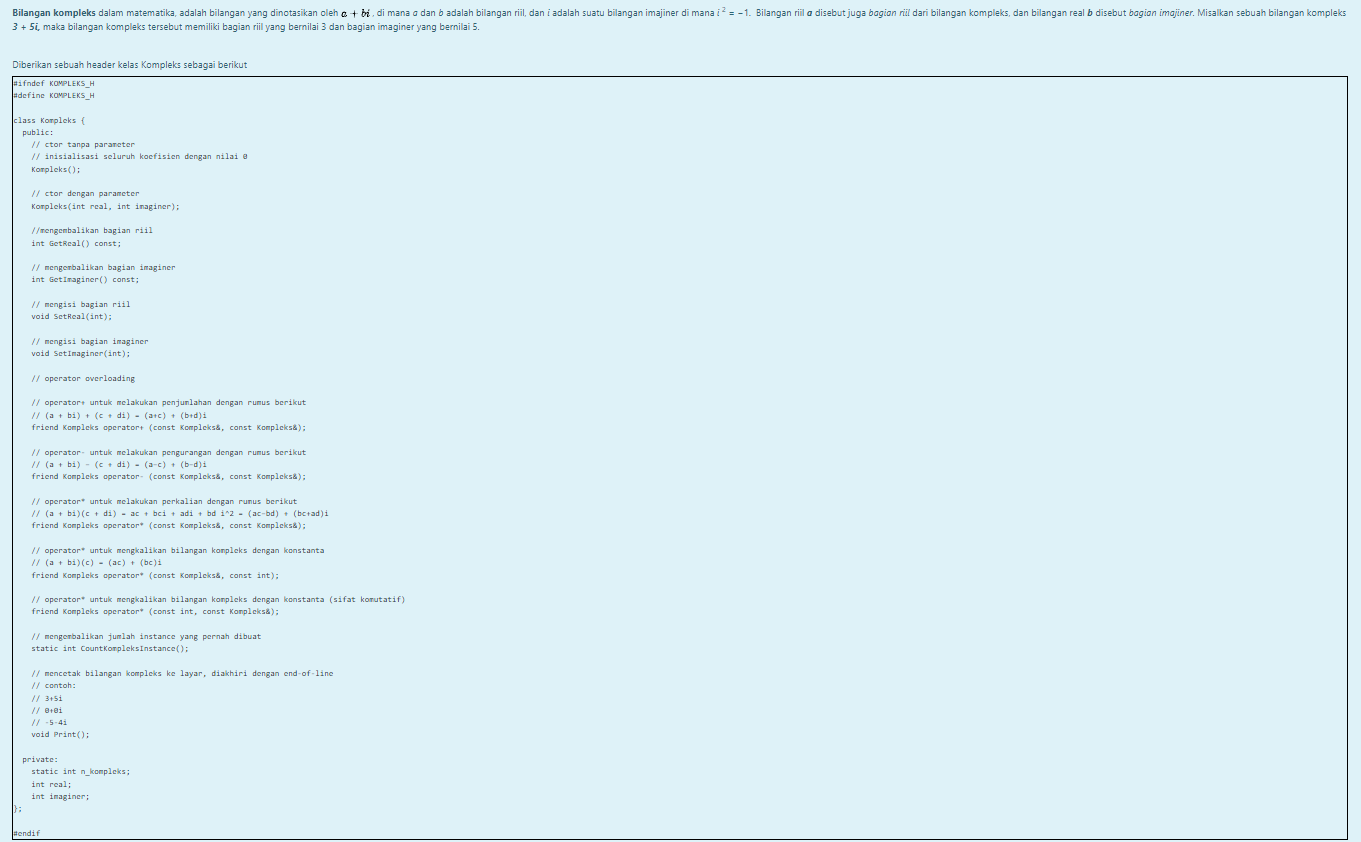 Bilangan kompleks dalam matematika, adalah bilangan yang dinotasikan oleh a + bi , di mana a dan b adalah bilangan riil, dan i adalah suatu bilangan imajiner di mana i ² = −1. Bilangan riil a disebut juga bagian riil dari bilangan kompleks, dan bilangan real b disebut bagian imajiner. Misalkan sebuah bilangan kompleks
3 + 5i, maka bilangan kompleks tersebut memiliki bagian riil yang bernilai 3 dan bagian imaginer yang bernilai 5.
Diberikan sebuah header kelas Kompleks sebagai berikut
#ifndef KOMPLEKS_H
#define KOMPLEKS_H
class Kompleks {
public:
// ctor tanpa parameter
// inisialisasi seluruh koefisien dengan nilai 0
Kompleks();
// ctor dengan parameter
Kompleks(int real, int imaginer);
//mengembalikan bagian riil
int GetReal() const;
// mengembalikan bagian imaginer
int GetImaginer() const;
// mengisi bagian riil
void SetReal(int);
// mengisi bagian imaginer
void SetImaginer(int);
// operator overloading
// operator+ untuk melakukan penjumlahan dengan rumus berikut
// (a + bi) + (c + di) = (a+c) + (b+d)i
friend Kompleks operator+ (const Kompleks&, const Kompleks&);
// operator- untuk melakukan pengurangan dengan rumus berikut
// (a + bi) - (c + di) = (a-c) + (b-d)i
friend Kompleks operator- (const Kompleks&, const Kompleks&);
// operator* untuk melakukan perkalian dengan rumus berikut
// (a + bi)(c + di) = ac + bci + adi + bd i^2 = (ac-bd) + (bc+ad)i
friend Kompleks operator* (const Kompleks&, const Kompleks&);
// operator* untuk mengkalikan bilangan kompleks dengan konstanta
// (a + bi)(c) = (ac) + (bc)i
friend Kompleks operator* (const Kompleks&, const int);
// operator* untuk mengkalikan bilangan kompleks dengan konstanta (sifat komutatif)
friend Kompleks operator* (const int, const Kompleks&);
// mengembalikan jumlah instance yang pernah dibuat
static int CountKompleksInstance();
// mencetak bilangan kompleks ke layar, diakhiri dengan end-of-line
// contoh:
// 3+5i
// 0+0i
// -5-4i
void Print();
private:
static int n_kompleks;
int real;
int imaginer;
};
#endif